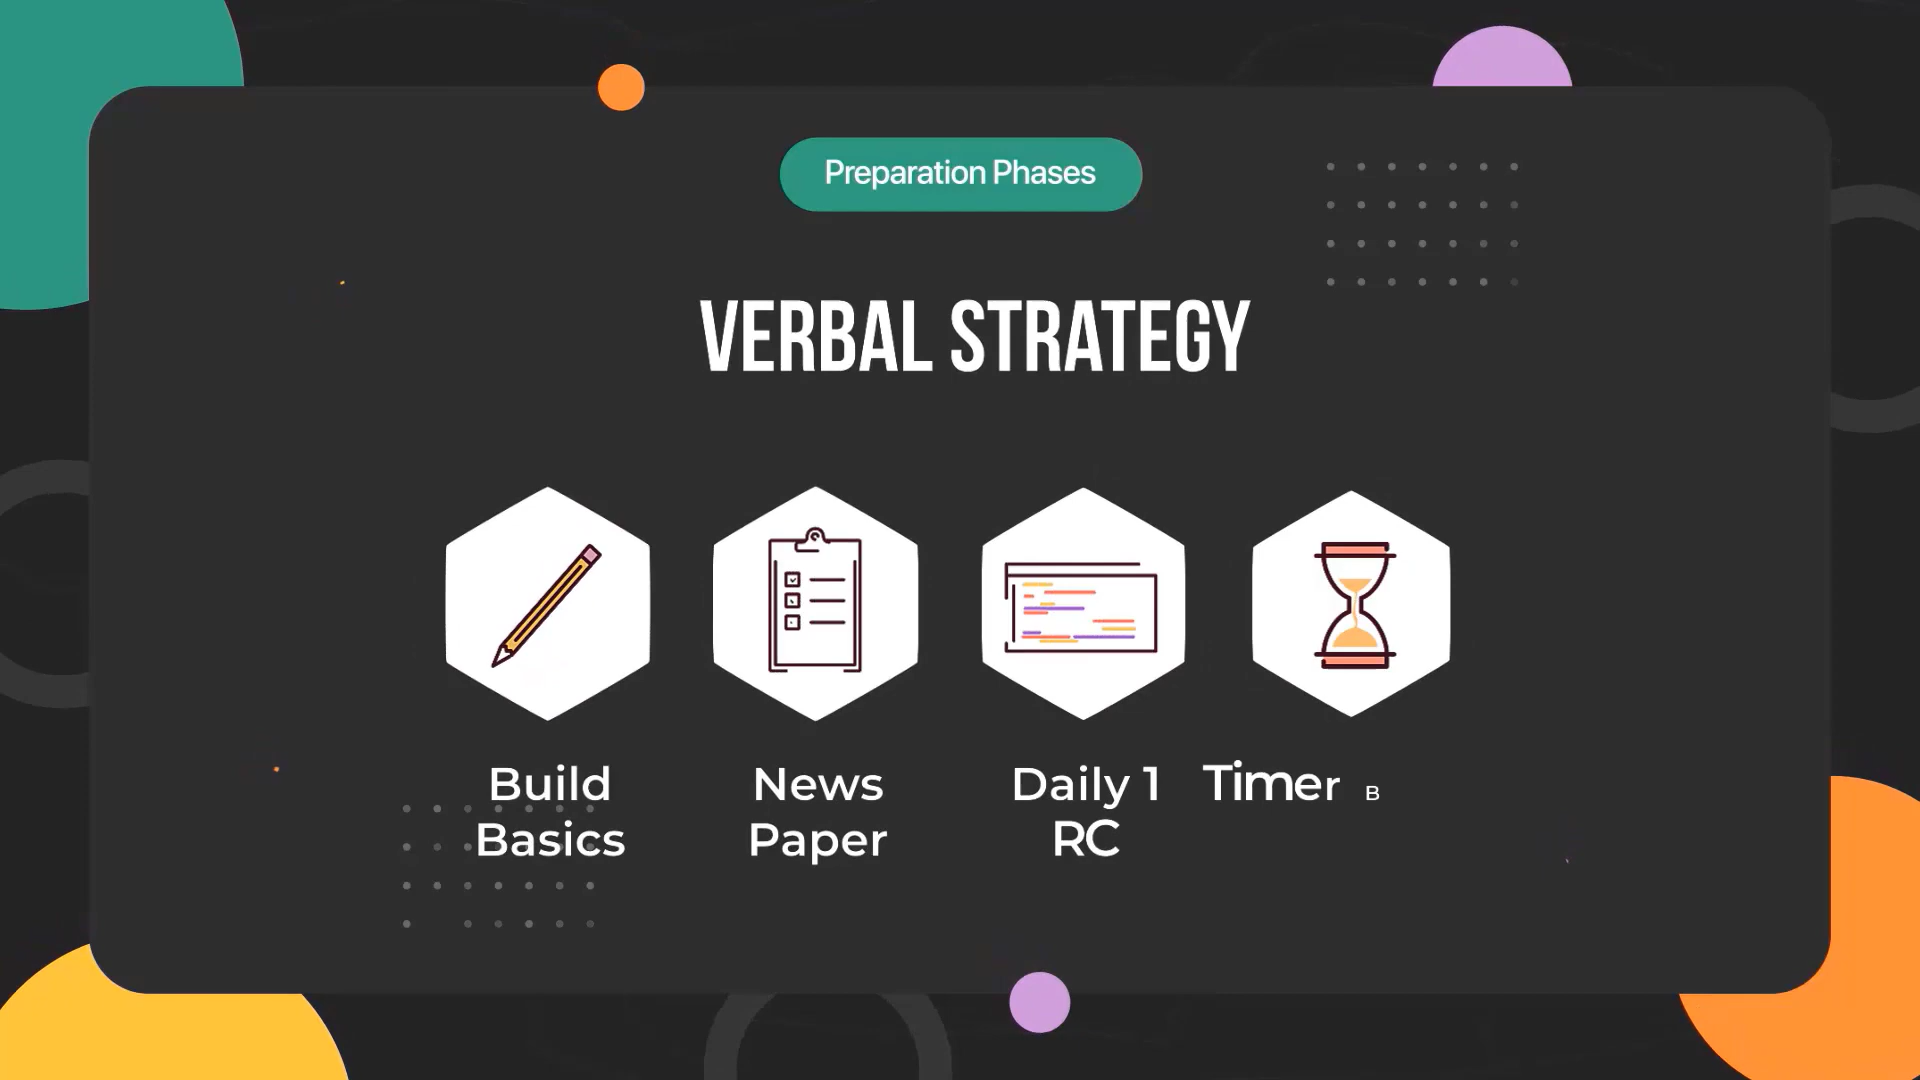 Preparation Phases
VERBAL STRATEGY
Build
Basics
News
Paper
Daily 1
RC
Timer B